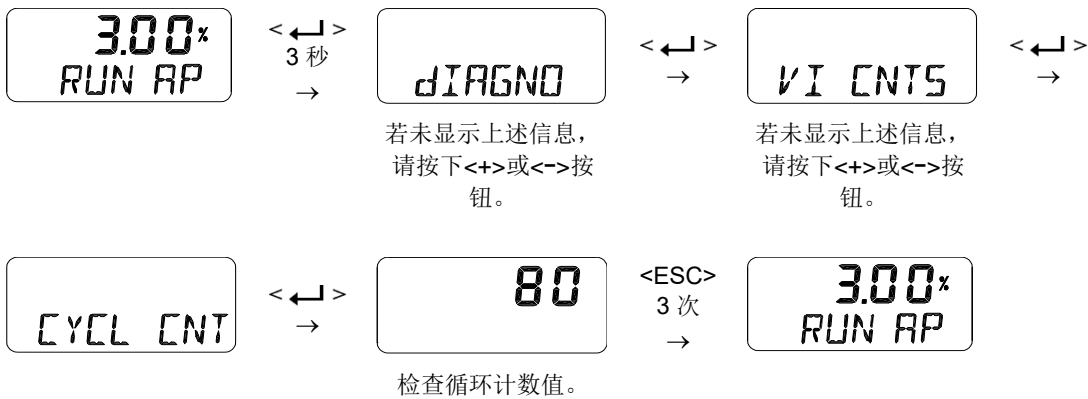 3.00%
RUN AP
< ↵ >
3 秒
→
dIAGNO
若未显示上述信息，
请按下<+>或<->按
钮。
< ↵ >
→
VI CNTS
若未显示上述信息，
请按下<+>或<->按
钮。
< ↵ >
→
CYCL CNT
< ↵ >
→
80
检查循环计数值。
<ESC>
3 次
→
3.00%
RUN AP